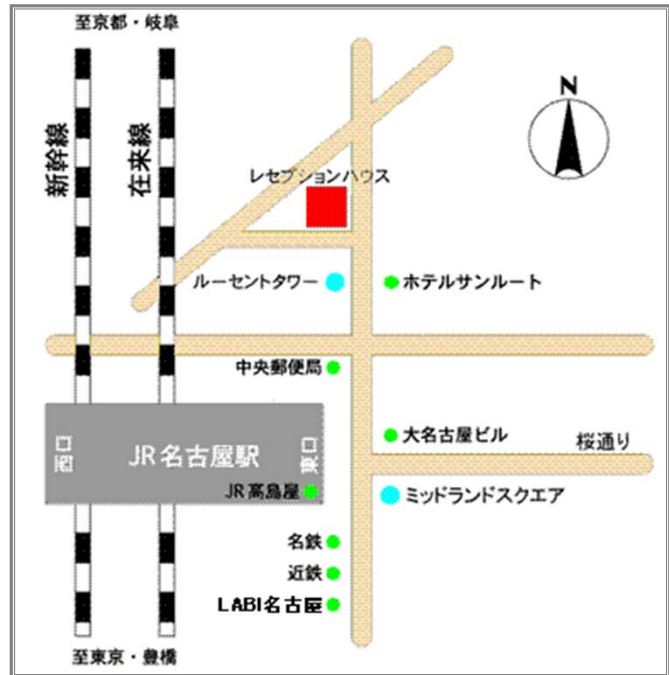 至京都・岐阜
新幹線
在来線
N
レセプションハウス
ルーセントタワー
ホテルサンルート
中央郵便局
大名古屋ビル
桜通り
西口
JR名古屋駅
東口
JR高島屋
ミッドランドスクエア
名鉄
近鉄
LABI名古屋
至東京・豊橋